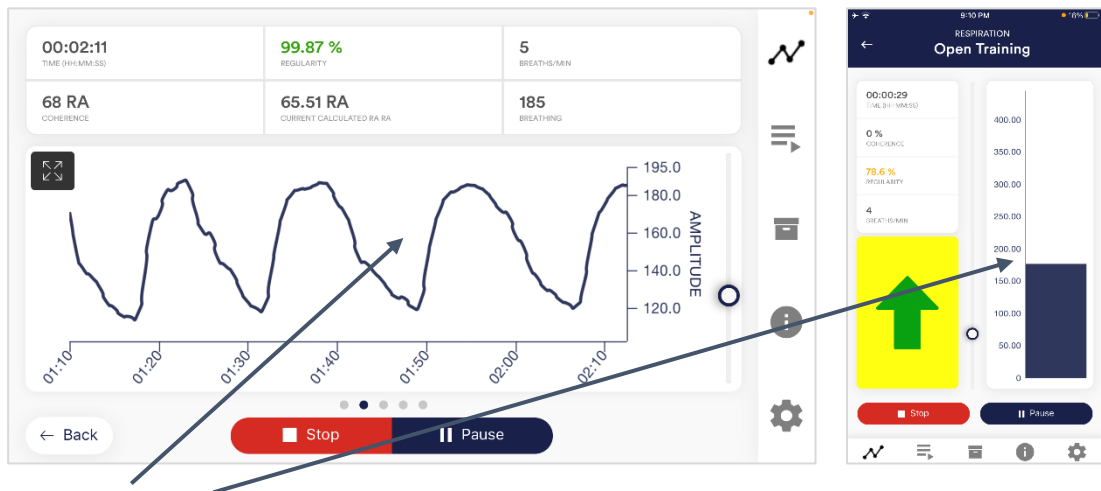 00:02:11
TIME (HH:MM:SS)
99.87 %
REGULARITY
5
BREATHS/MIN
68 RA
COHERENCE
65.51 RA
CURRENT CALCULATED RA RA
185
BREATHING
195.0
180.0
160.0
140.0
120.0
AMPLITUDE
01:10
01:20
01:30
01:40
01:50
02:00
02:10
← Back
Stop
Pause
9:10 PM
16%
RESPIRATION
Open Training
00:00:29
TIME (HH:MM:SS)
0 %
COHERENCE
78.6 %
REGULARITY
4
BREATHS/MIN
400.00
350.00
300.00
250.00
200.00
150.00
100.00
50.00
0
Stop
Pause